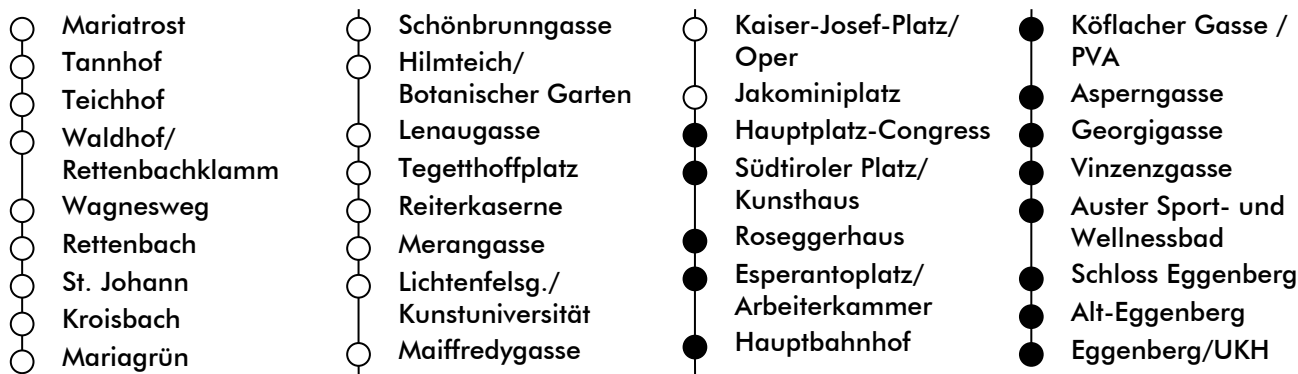 Mariatrost
Tannhof
Teichhof
Waldhof/
Rettenbachklamm
Wagnesweg
Rettenbach
St. Johann
Kroisbach
Mariagrün
Schönbrunngasse
Hilmteich/
Botanischer Garten
Lenaugasse
Tegetthoffplatz
Reiterkaserne
Merangasse
Lichtenfelsg./
Kunstuniversität
Maiffredygasse
Kaiser-Josef-Platz/
Oper
Jakominiplatz
Hauptplatz-Congress
Südtiroler Platz/
Kunsthaus
Roseggerhaus
Esperantoplatz/
Arbeiterkammer
Hauptbahnhof
Köflacher Gasse /
PVA
Asperngasse
Georgigasse
Vinzenzgasse
Auster Sport- und
Wellnessbad
Schloss Eggenberg
Alt-Eggenberg
Eggenberg/UKH